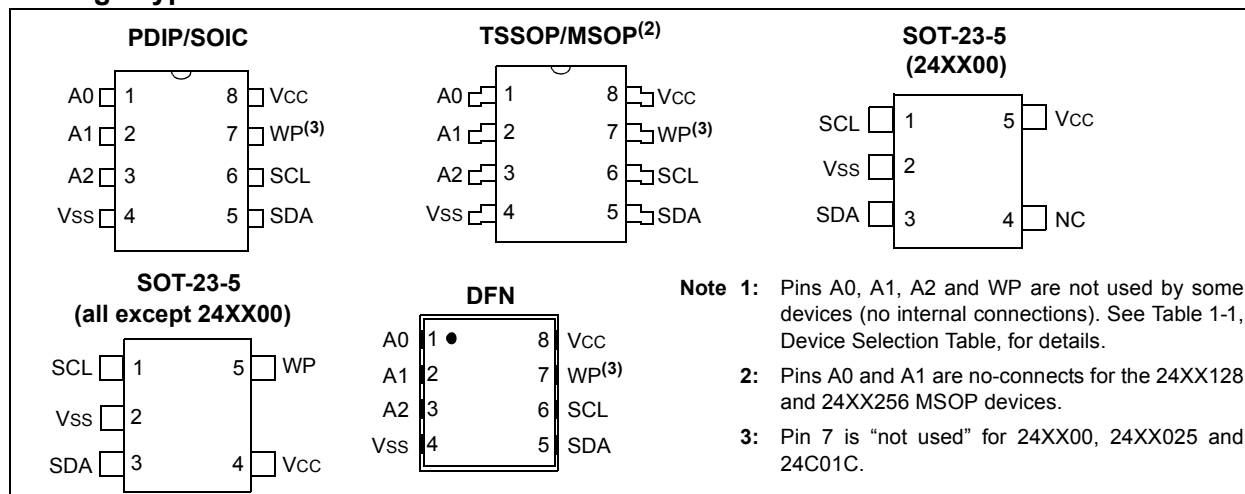 PDIP/SOIC
A0 1 8 VCC
A1 2 7 WP(3)
A2 3 6 SCL
VSS 4 5 SDA
TSSOP/MSOP(2)
A0 1 8 VCC
A1 2 7 WP(3)
A2 3 6 SCL
VSS 4 5 SDA
SOT-23-5
(24XX00)
SCL 1 5 VCC
VSS 2
SDA 3 4 NC
SOT-23-5
(all except 24XX00)
SCL 1 5 WP
VSS 2
SDA 3 4 VCC
DFN
A0 1 8 VCC
A1 2 7 WP(3)
A2 3 6 SCL
VSS 4 5 SDA
Note 1: Pins A0, A1, A2 and WP are not used by some
devices (no internal connections). See Table 1-1,
Device Selection Table, for details.
2: Pins A0 and A1 are no-connects for the 24XX128
and 24XX256 MSOP devices.
3: Pin 7 is “not used” for 24XX00, 24XX025 and
24C01C.